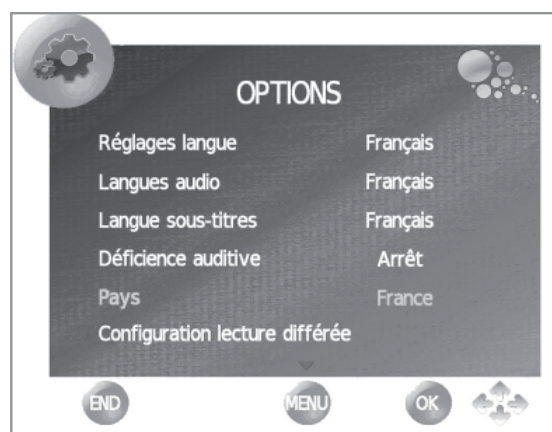 OPTIONS
Réglages langue Français
Langues audio Français
Langue sous-titres Français
Déficience auditive Arrêt
Pays France
Configuration lecture différée
END MENU OK